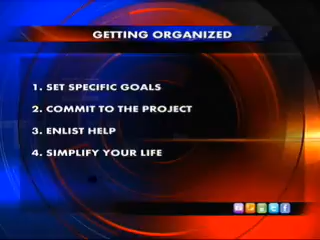 GETTING ORGANIZED
1. SET SPECIFIC GOALS
2. COMMIT TO THE PROJECT
3. ENLIST HELP
4. SIMPLIFY YOUR LIFE